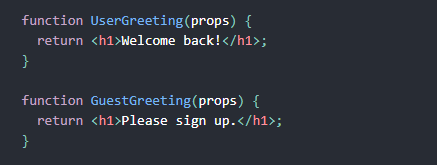 function UserGreeting(props) {
  return <h1>Welcome back!</h1>;
}

function GuestGreeting(props) {
  return <h1>Please sign up.</h1>;
}